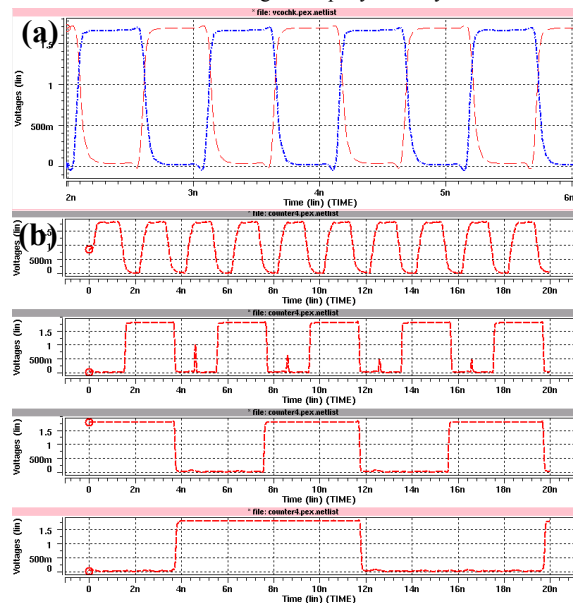 * file: vcochk.pex.netlist
(a)
Voltages (lin)
1
500m
0
2n 3n 4n 5n 6n
Time (lin) (TIME)
* file: counter4.pex.netlist
(b)
Voltages (lin)
500m
0
0 2n 4n 6n 8n 10n 12n 14n 16n 18n 20n
Time (lin) (TIME)
* file: counter4.pex.netlist
Voltages (lin)
1.5
1
500m
0
0 2n 4n 6n 8n 10n 12n 14n 16n 18n 20n
Time (lin) (TIME)
* file: counter4.pex.netlist
Voltages (lin)
1.5
1
500m
0
0 2n 4n 6n 8n 10n 12n 14n 16n 18n 20n
Time (lin) (TIME)
* file: counter4.pex.netlist
Voltages (lin)
1.5
1
500m
0
0 2n 4n 6n 8n 10n 12n 14n 16n 18n 20n
Time (lin) (TIME)